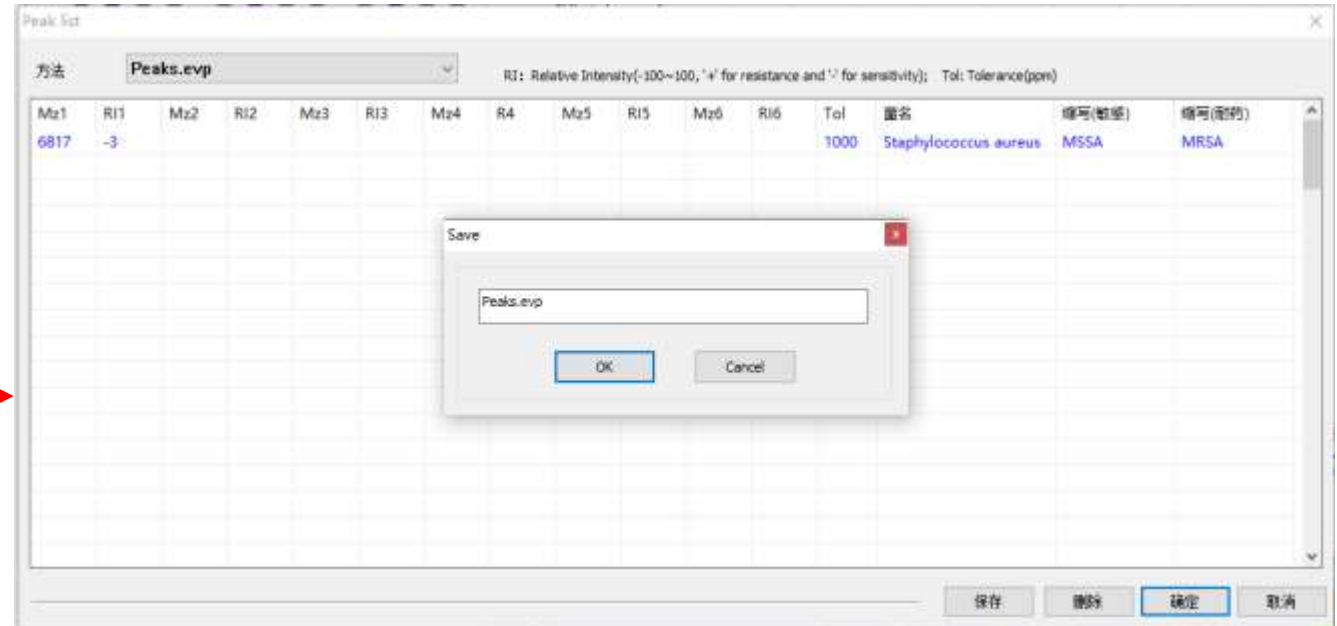 Peak list
方法 Peaks.evp RI: Relative Intensity(-100~100, '+' for resistance and '-' for sensitivity); Tol: Tolerance(ppm)
Mz1 RI1 Mz2 RI2 Mz3 RI3 Mz4 R4 Mz5 RI5 Mz6 RI6 Tol 菌名 缩写(敏感) 缩写(耐药)
6817 -3 1000 Staphylococcus aureus MSSA MRSA
Save
Peaks.evp
OK Cancel
保存 删除 确定 取消